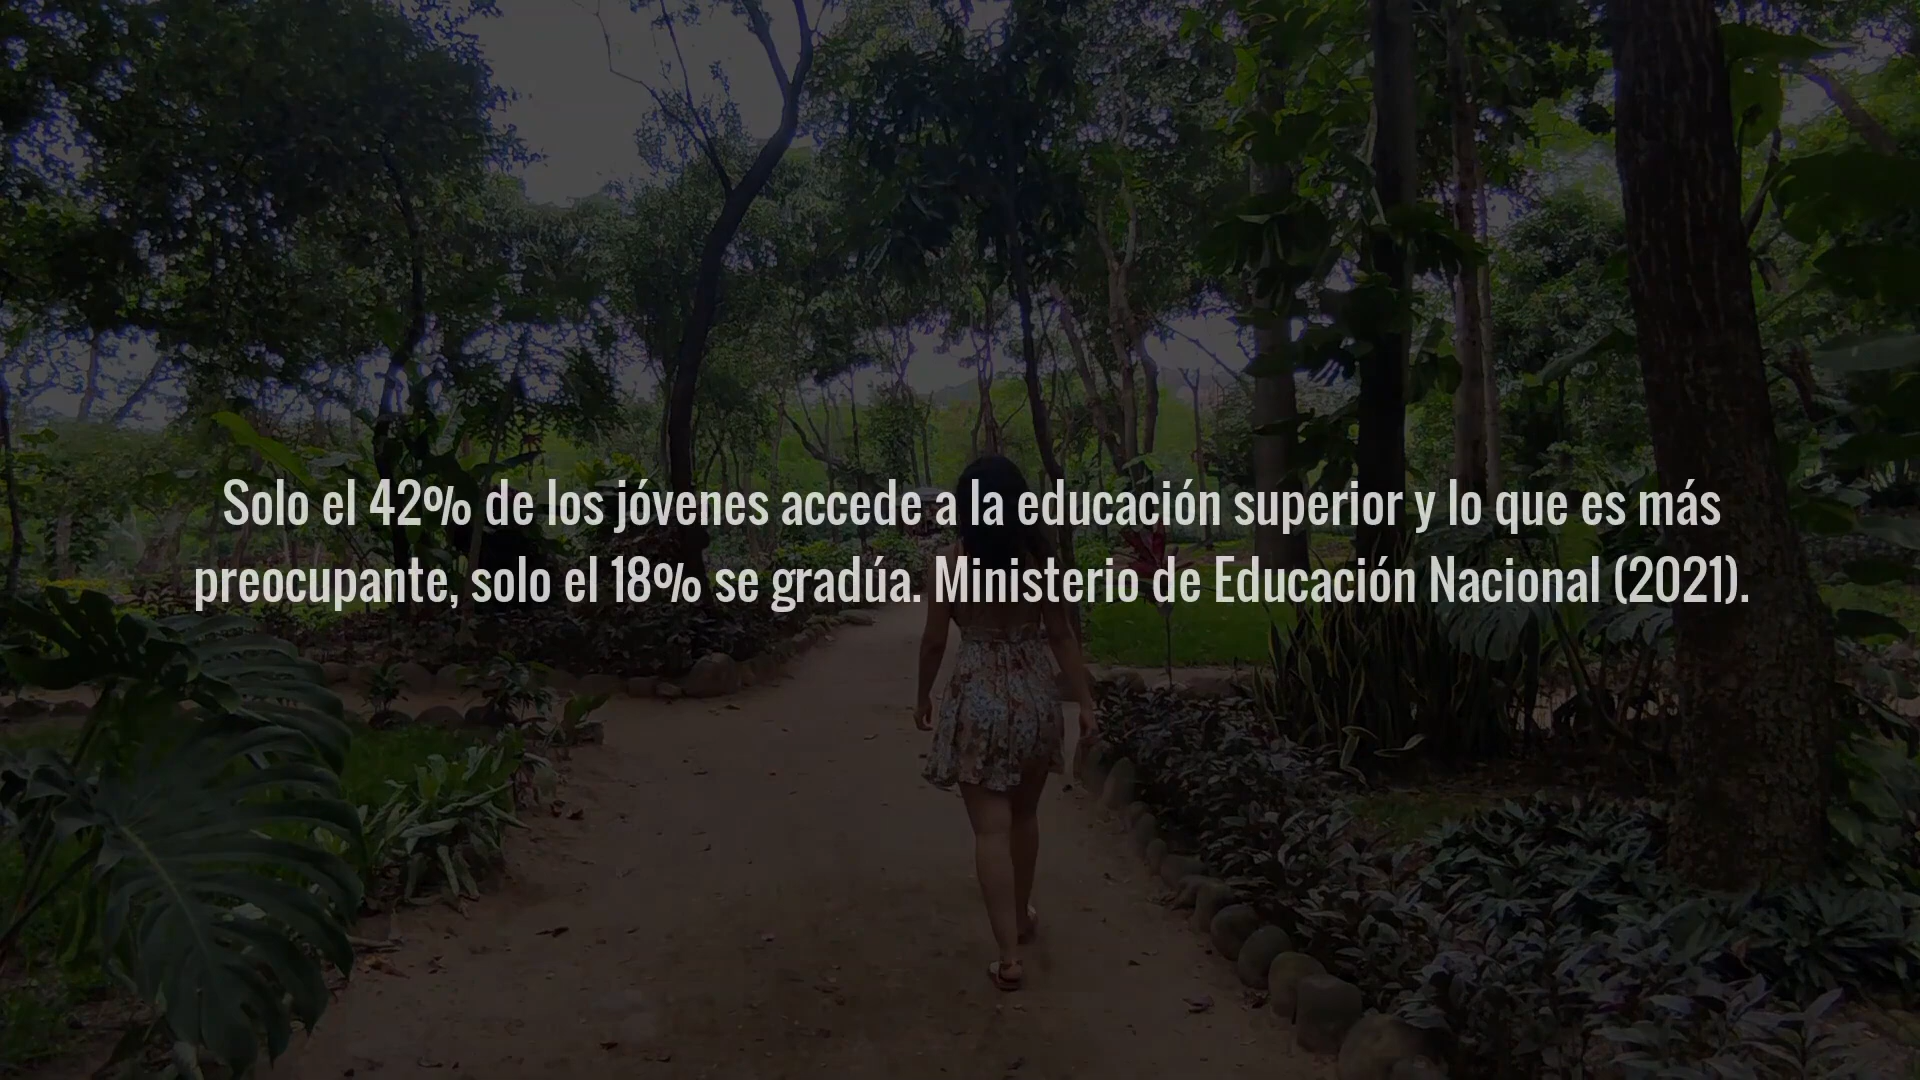 Solo el 42% de los jóvenes accede a la educación superior y lo que es más
preocupante, solo el 18% se gradúa. Ministerio de Educación Nacional (2021).